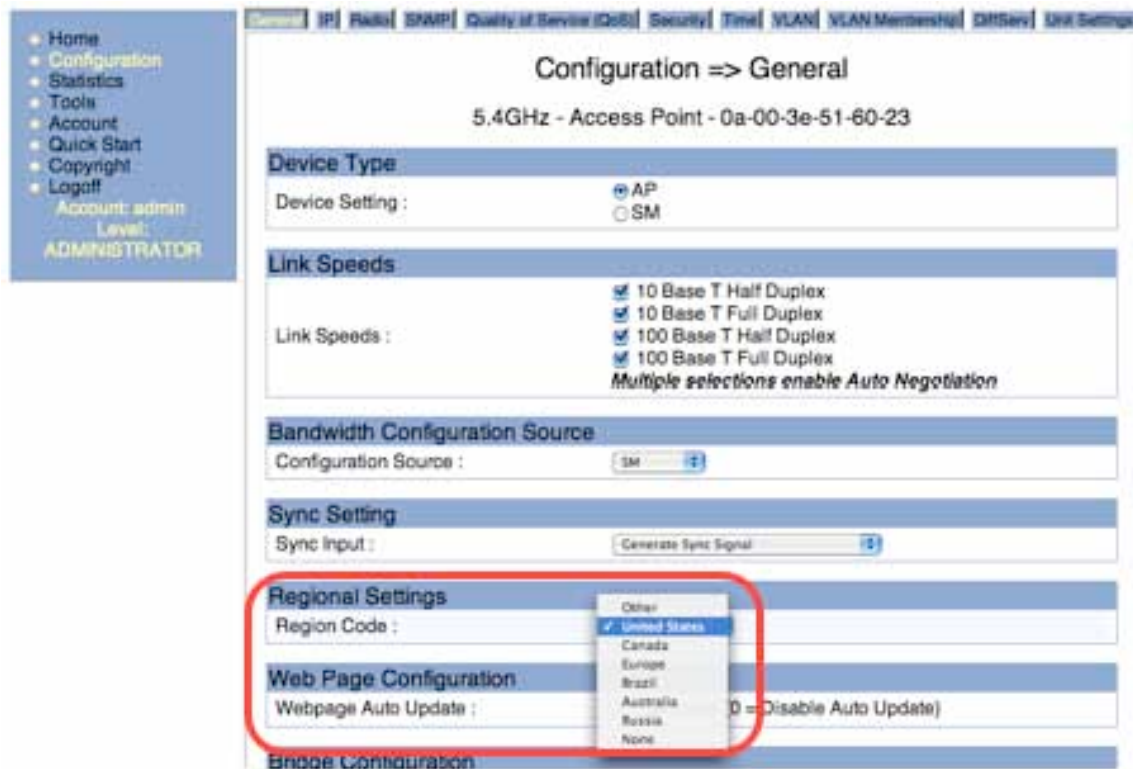 Home
Configuration
Statistics
Tools
Account
Quick Start
Copyright
Logoff
Account: admin
Level:
ADMINISTRATOR
General IP Radio SNMP Quality of Service (QoS) Security Time VLAN VLAN Membership DiffServ Unit Settings
Configuration => General
5.4GHz - Access Point - 0a-00-3e-51-60-23
Device Type
Device Setting :
AP
SM
Link Speeds
Link Speeds :
10 Base T Half Duplex
10 Base T Full Duplex
100 Base T Half Duplex
100 Base T Full Duplex
Multiple selections enable Auto Negotiation
Bandwidth Configuration Source
Configuration Source : SM
Sync Setting
Sync Input : Generate Sync Signal
Regional Settings
Region Code :
Other
United States
Canada
Europe
Brazil
Australia
Russia
None
Web Page Configuration
Webpage Auto Update : (0 = Disable Auto Update)
Bridge Configuration